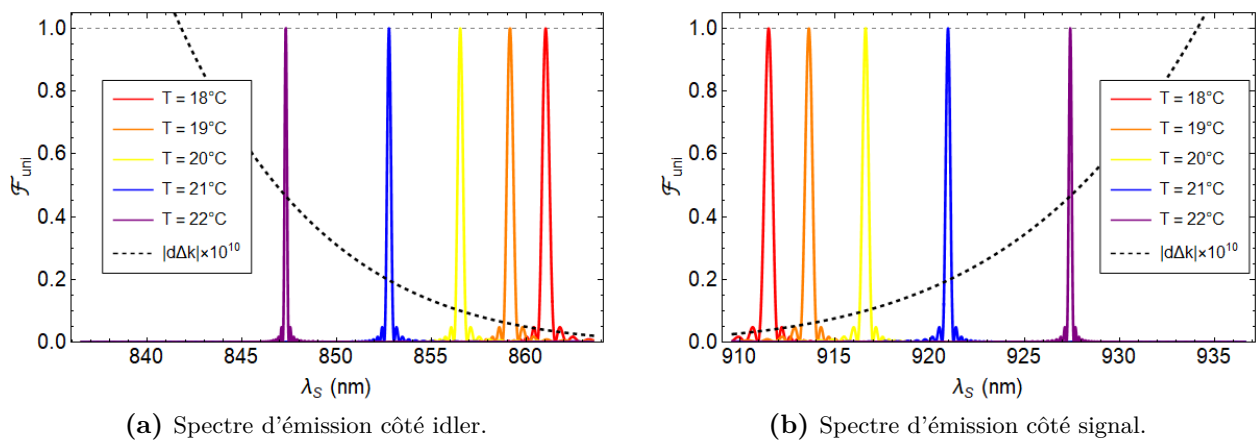 1.0
0.8
0.6
0.4
0.2
0.0
ℱuni
T = 18°C
T = 19°C
T = 20°C
T = 21°C
T = 22°C
|dΔk|×10¹⁰
840 845 850 855 860
λS (nm)
(a) Spectre d'émission côté idler.
1.0
0.8
0.6
0.4
0.2
0.0
ℱuni
T = 18°C
T = 19°C
T = 20°C
T = 21°C
T = 22°C
|dΔk|×10¹⁰
910 915 920 925 930 935
λS (nm)
(b) Spectre d'émission côté signal.